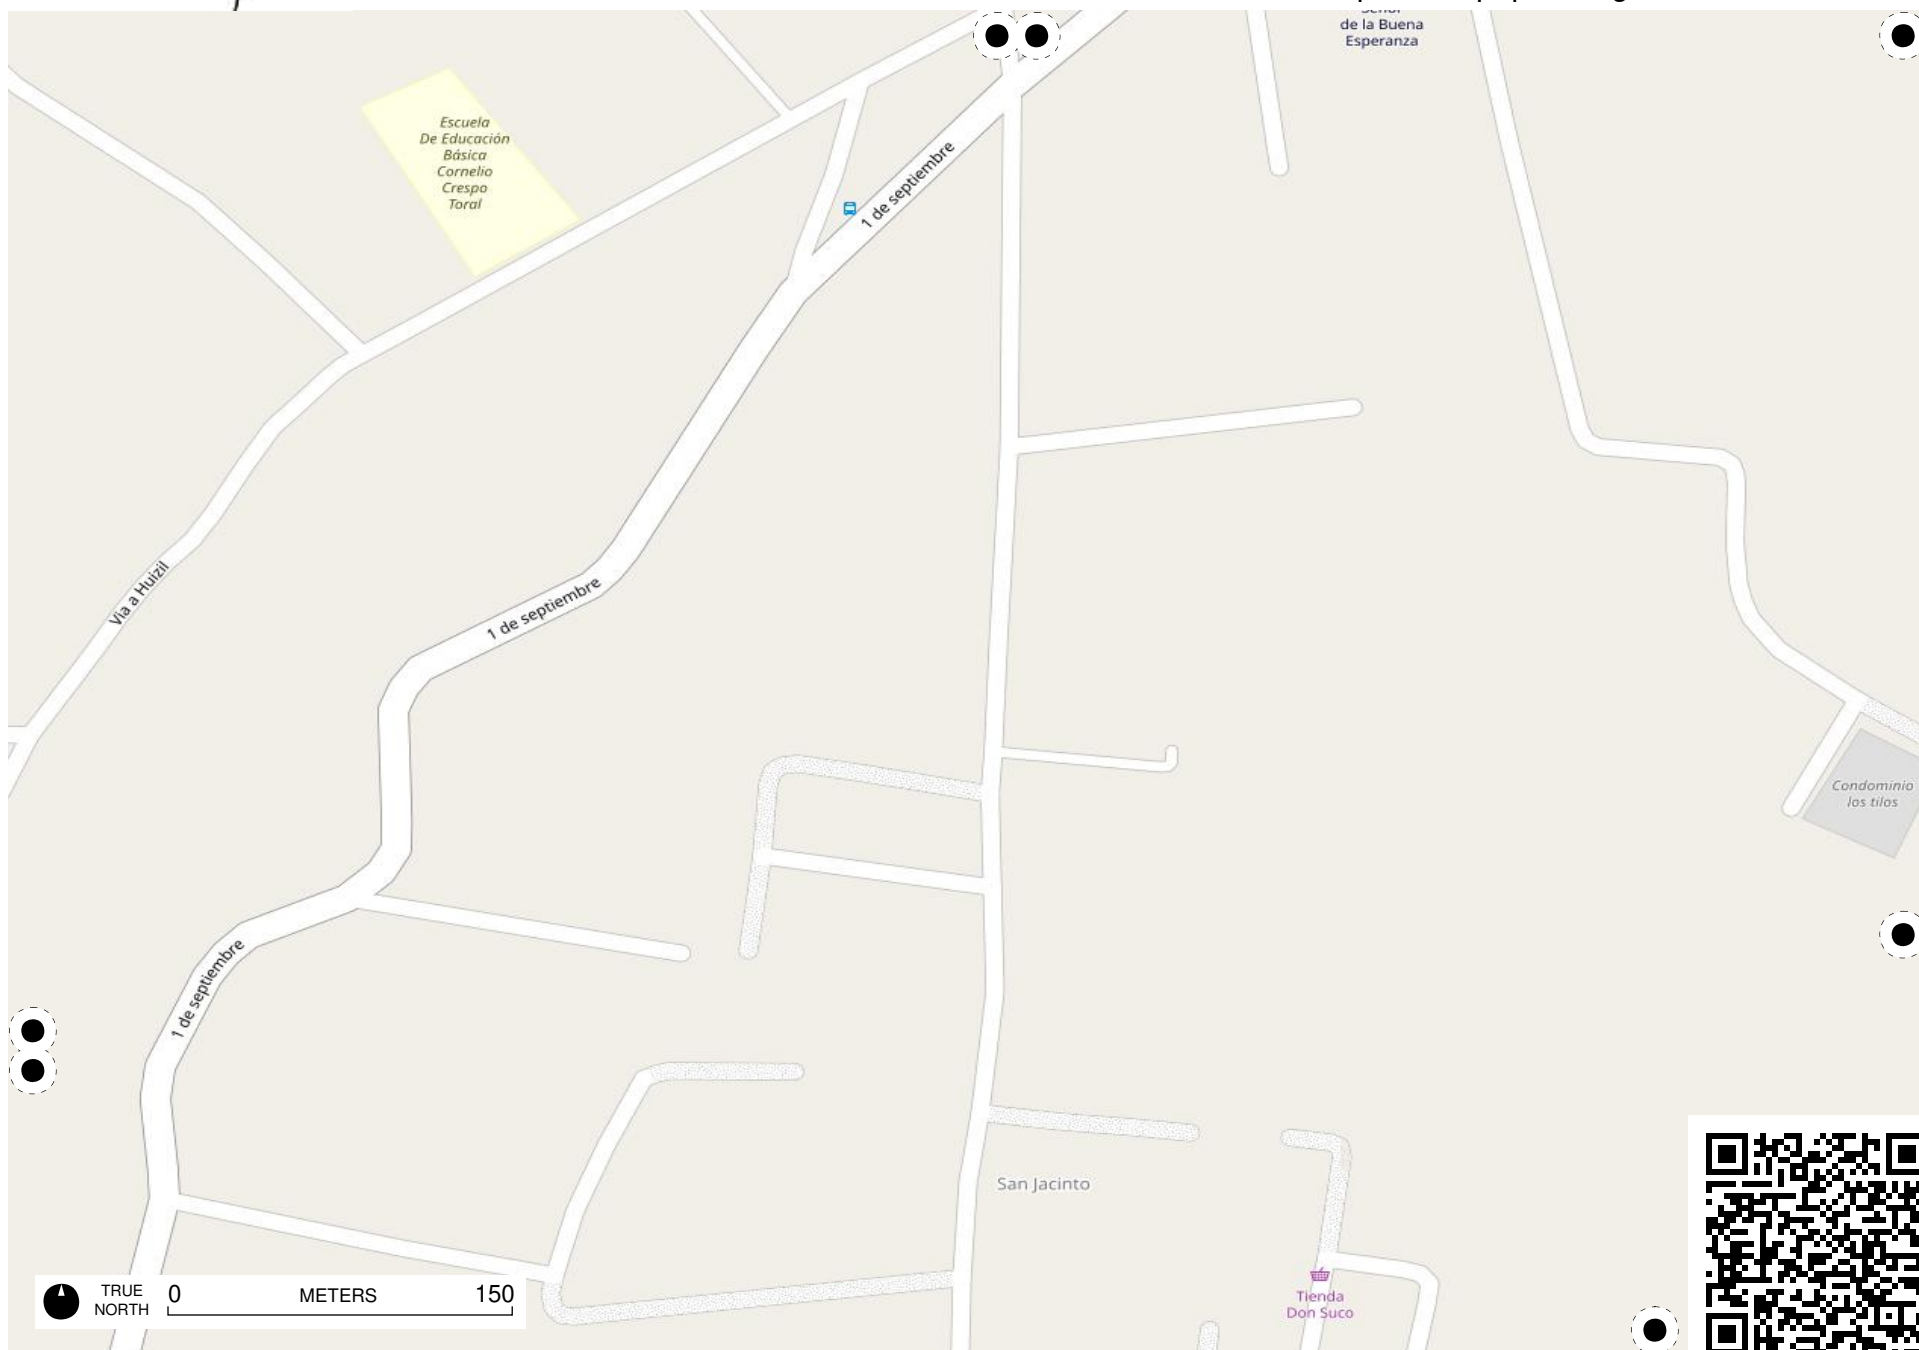 de la Buena
Esperanza
Escuela
De Educación
Básica
Cornelio
Crespo
Toral
1 de septiembre
Via a Huizil
1 de septiembre
Condominio
los tilos
1 de septiembre
San Jacinto
TRUE
NORTH
0 METERS 150
Tienda
Don Suco